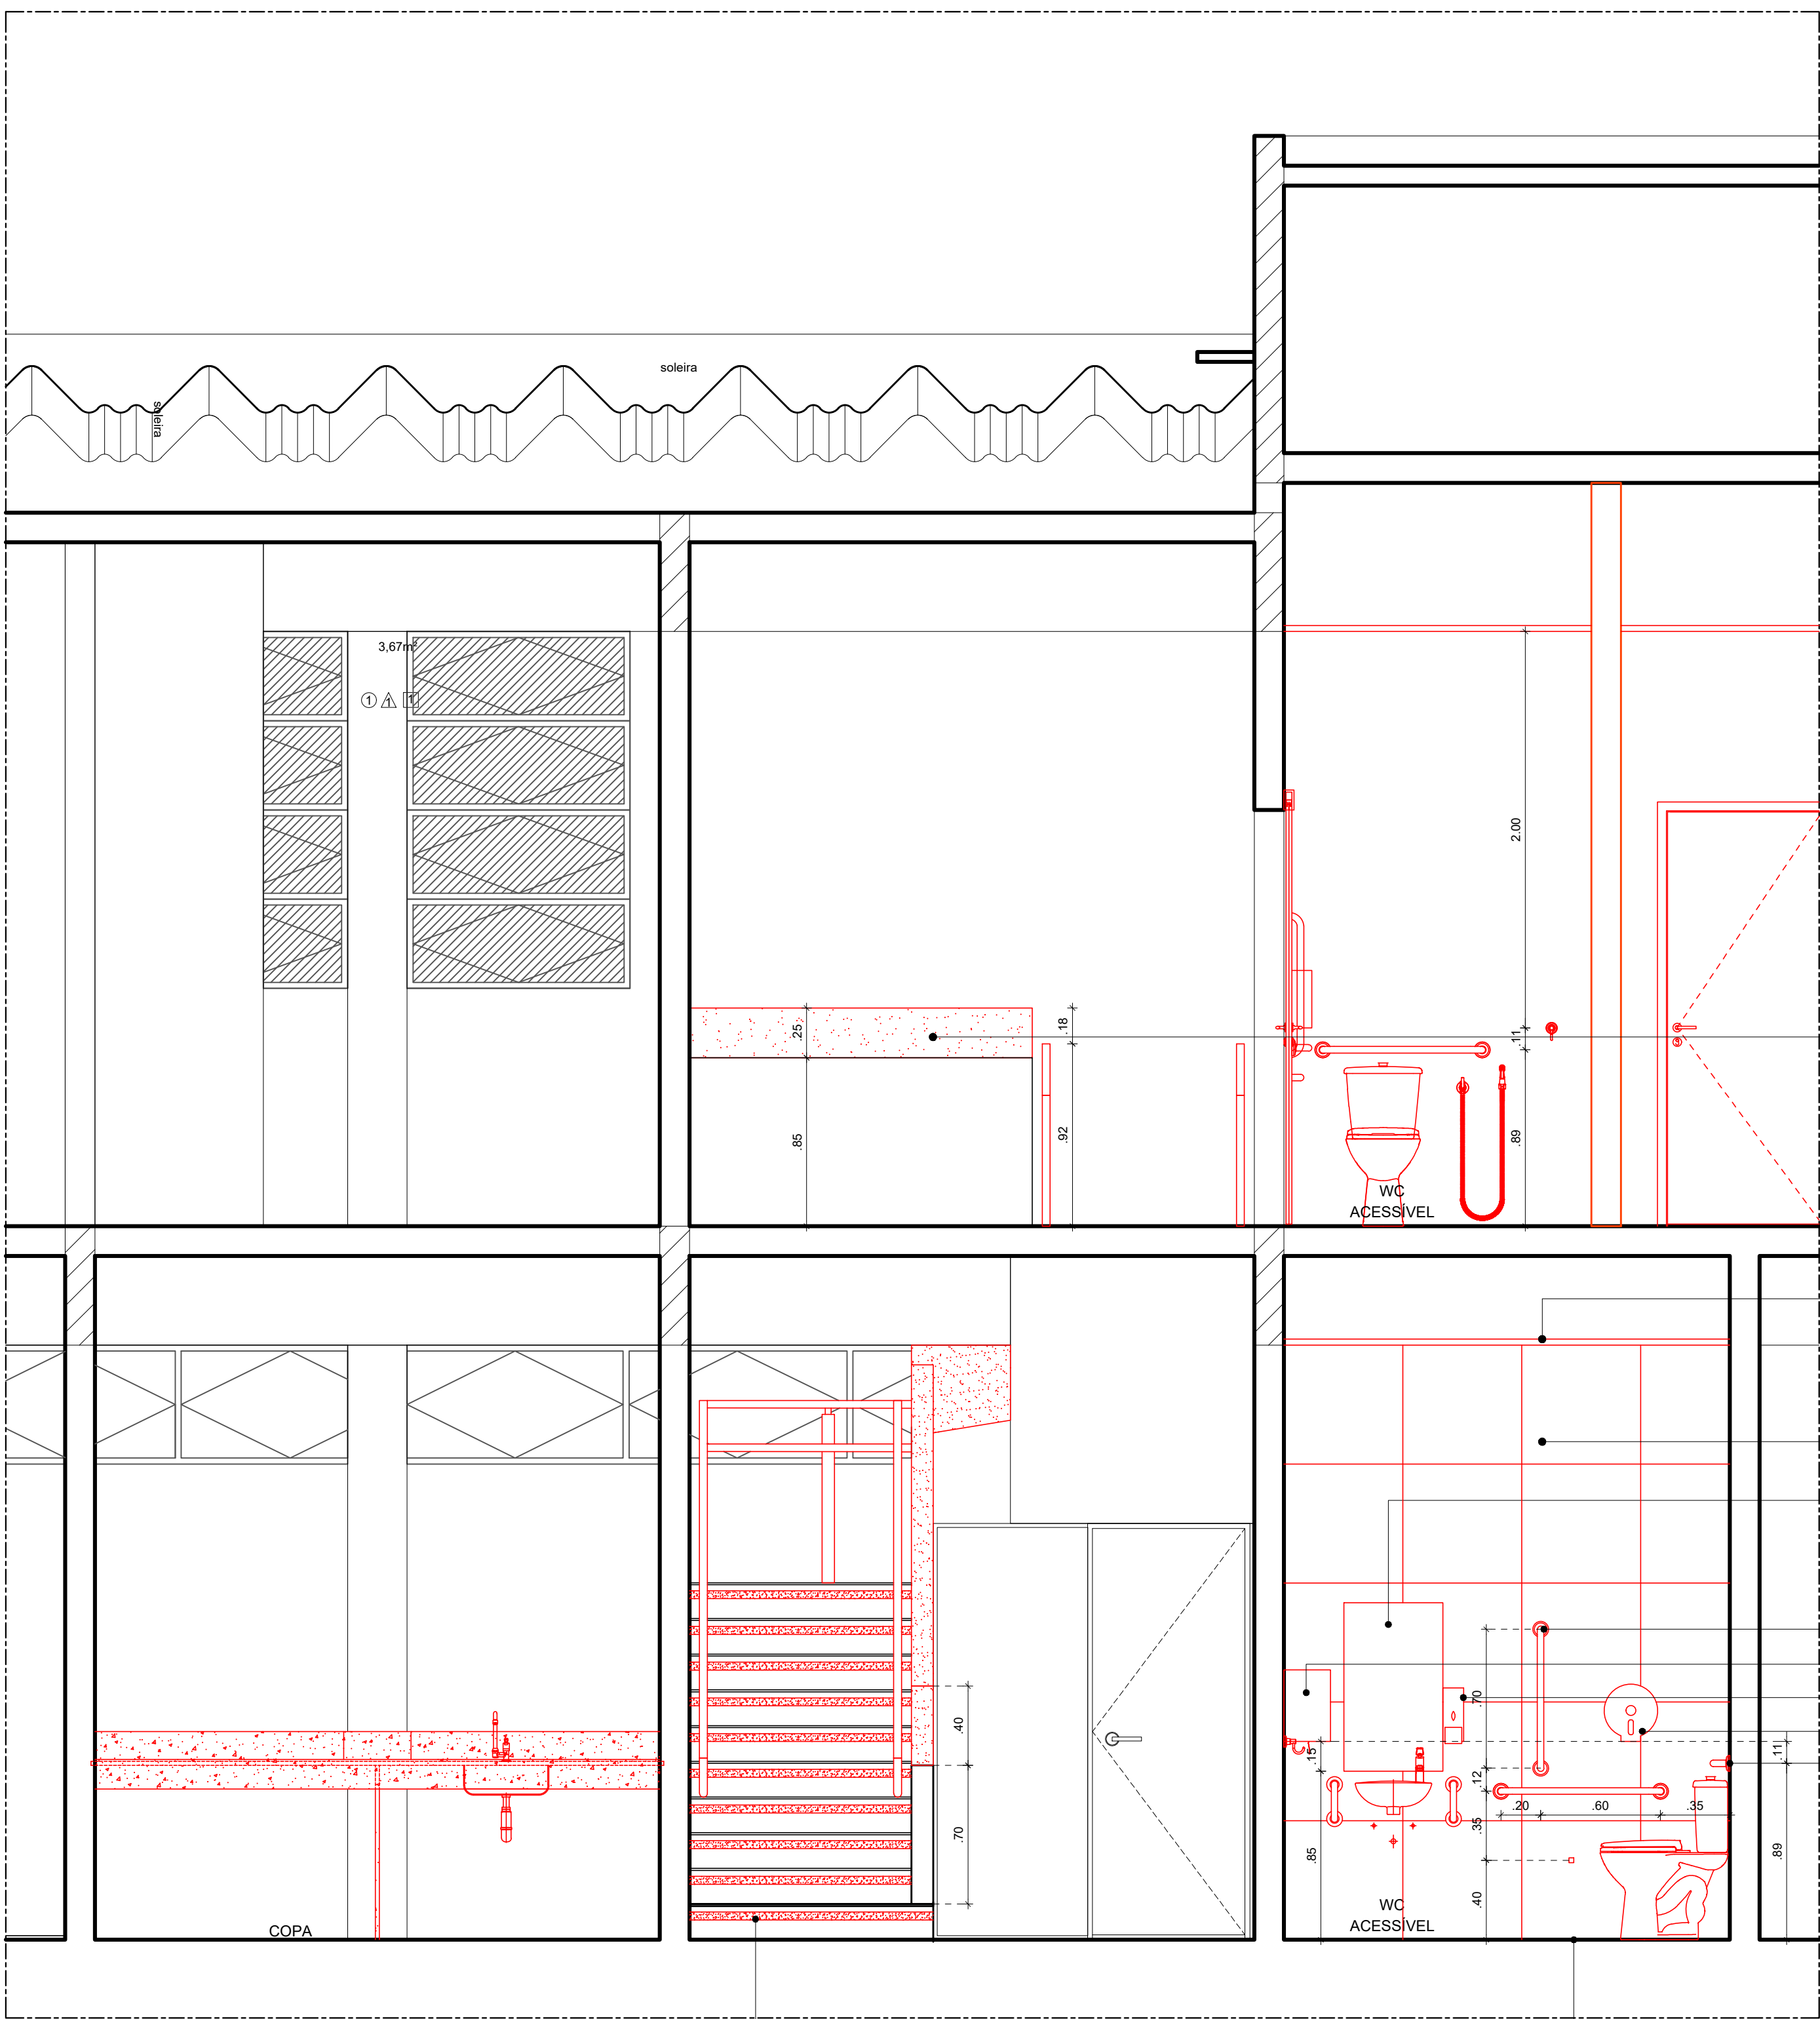 soleira
soleira
3,67m²
1 1 1
2.00
.25
.18
.11
.85
.92
.89
WC
ACESSÍVEL
.70
.40
.15
.12
.11
.20 .60 .35
.35
.70
.85
.89
.40
WC
ACESSÍVEL
COPA